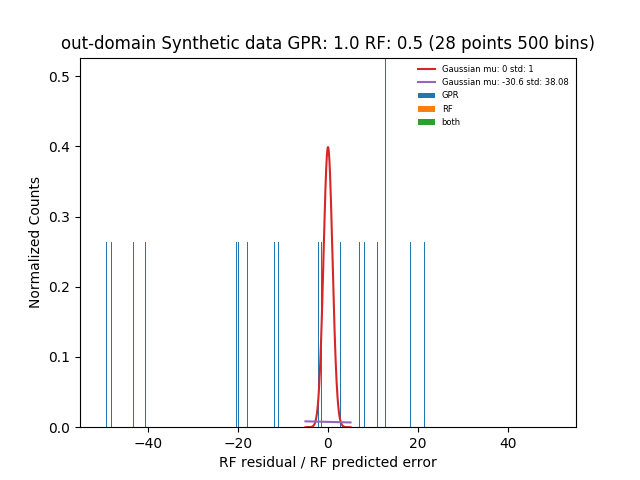 out-domain Synthetic data GPR: 1.0 RF: 0.5 (28 points 500 bins)
Gaussian mu: 0 std: 1
Gaussian mu: -30.6 std: 38.08
GPR
RF
both
0.5
0.4
0.3
0.2
0.1
0.0
Normalized Counts
−40 −20 0 20 40
RF residual / RF predicted error